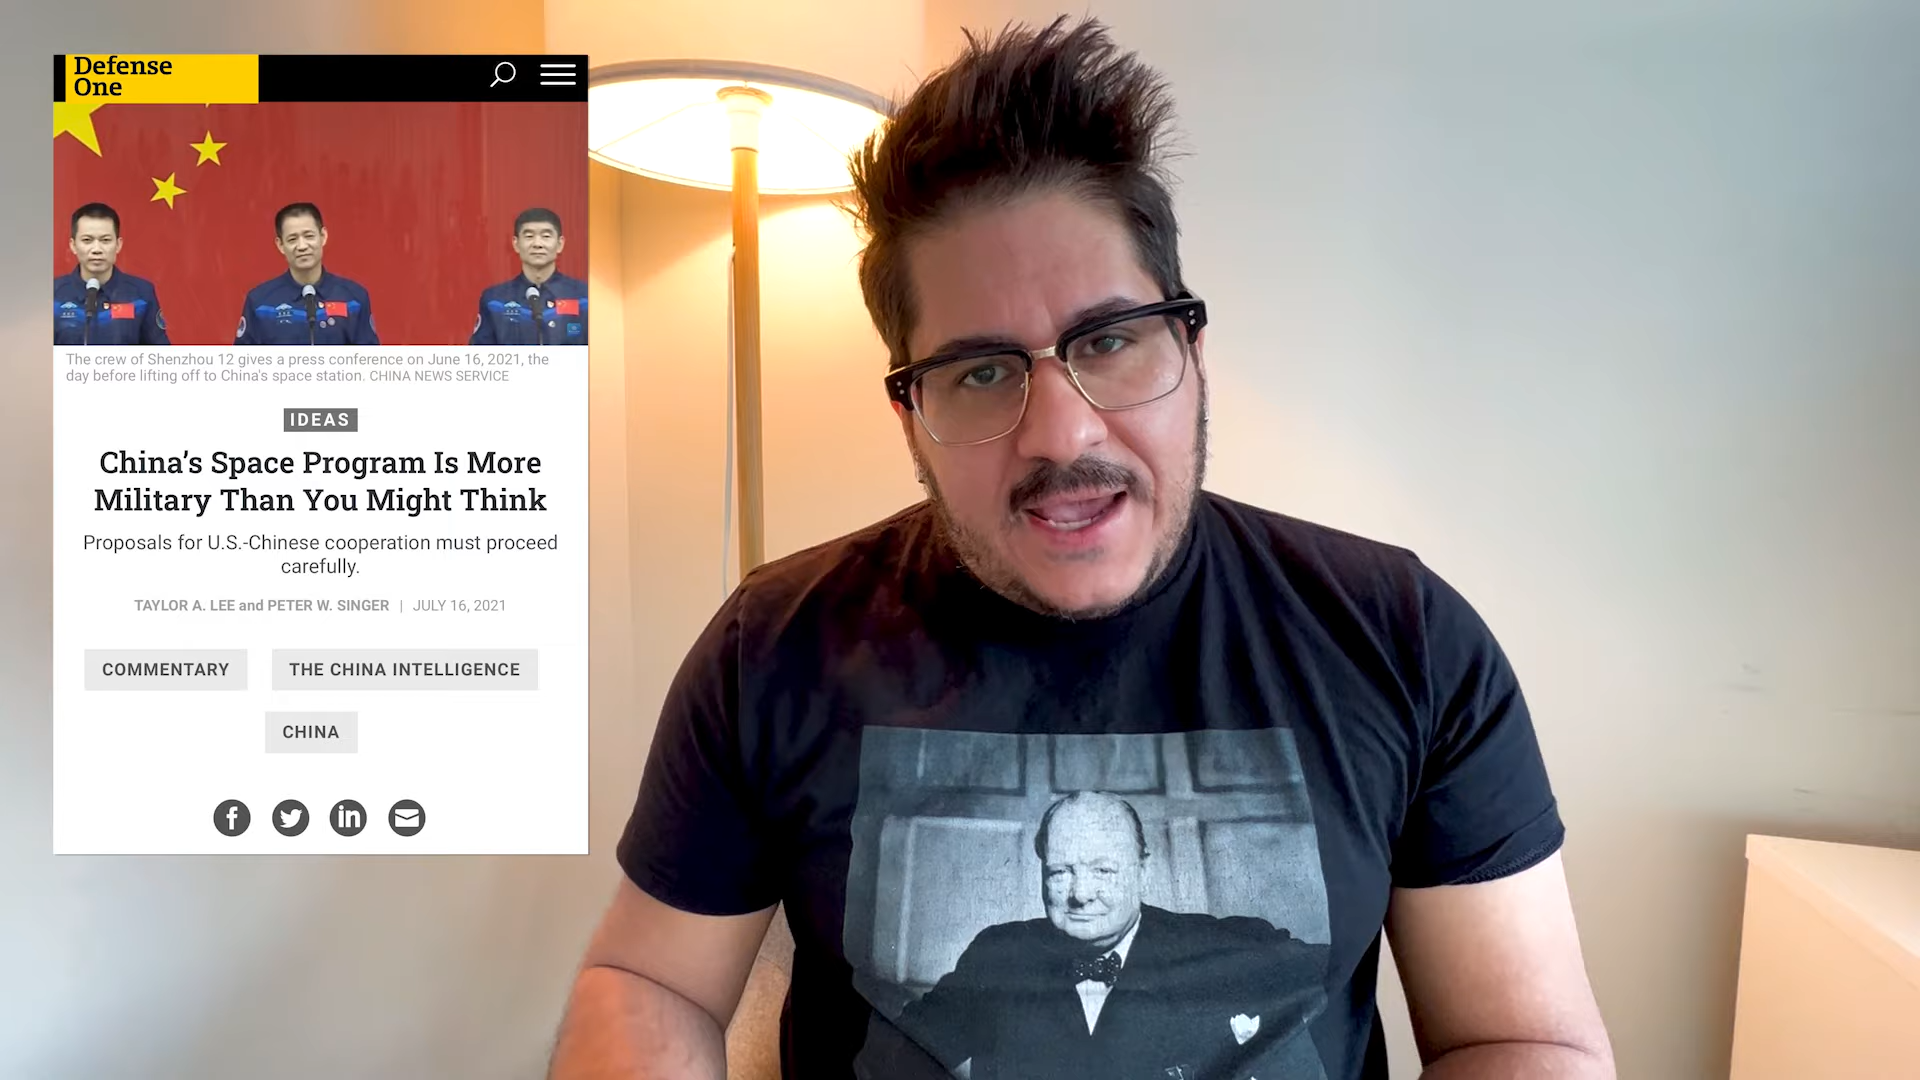 Defense
One
The crew of Shenzhou 12 gives a press conference on June 16, 2021, the
day before lifting off to China's space station. CHINA NEWS SERVICE
IDEAS
China’s Space Program Is More
Military Than You Might Think
Proposals for U.S.-Chinese cooperation must proceed
carefully.
TAYLOR A. LEE and PETER W. SINGER | JULY 16, 2021
COMMENTARY
THE CHINA INTELLIGENCE
CHINA